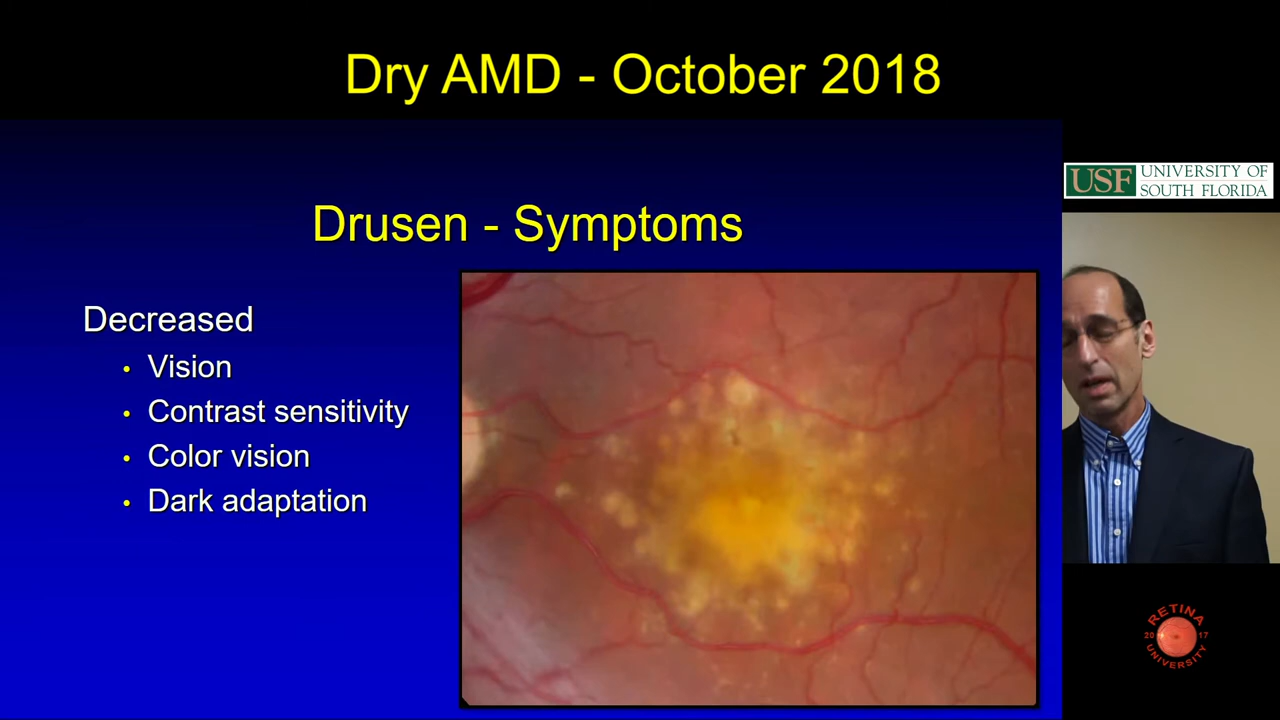 Dry AMD - October 2018
USF UNIVERSITY OF
SOUTH FLORIDA
Drusen - Symptoms
Decreased
• Vision
• Contrast sensitivity
• Color vision
• Dark adaptation
RETINA
20 17
UNIVERSITY